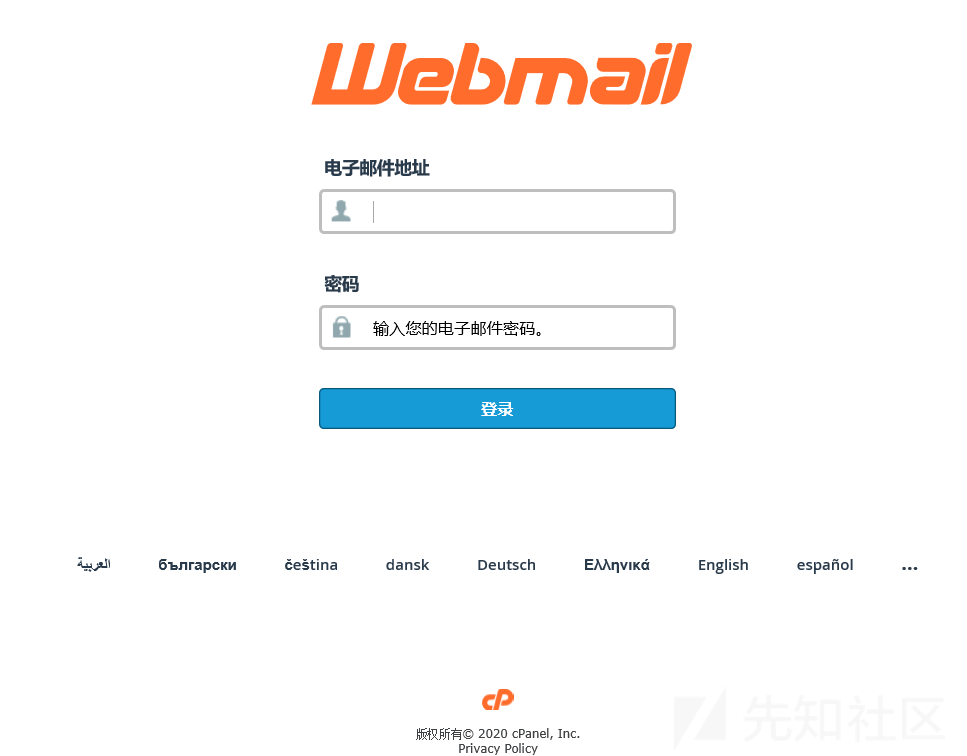 Webmail
电子邮件地址
密码
输入您的电子邮件密码。
登录
العربية български čeština dansk Deutsch Ελληνικά English español ...
cP
版权所有© 2020 cPanel, Inc.
Privacy Policy
先知社区